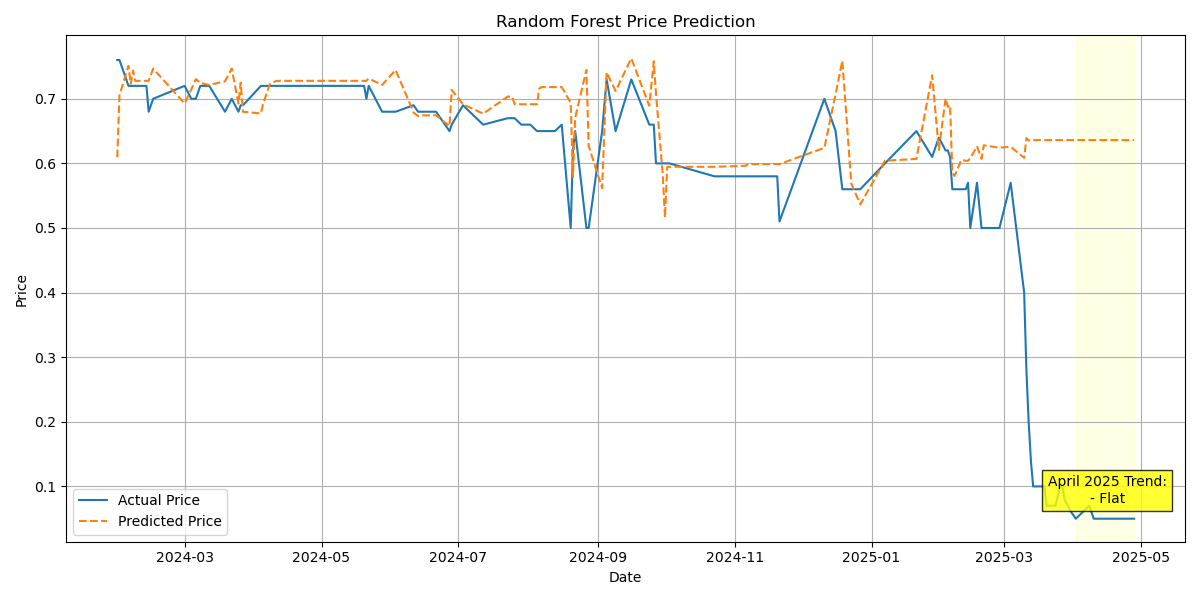 Random Forest Price Prediction
Price
0.7
0.6
0.5
0.4
0.3
0.2
0.1
Actual Price
Predicted Price
April 2025 Trend:
- Flat
2024-03
2024-05
2024-07
2024-09
2024-11
2025-01
2025-03
2025-05
Date